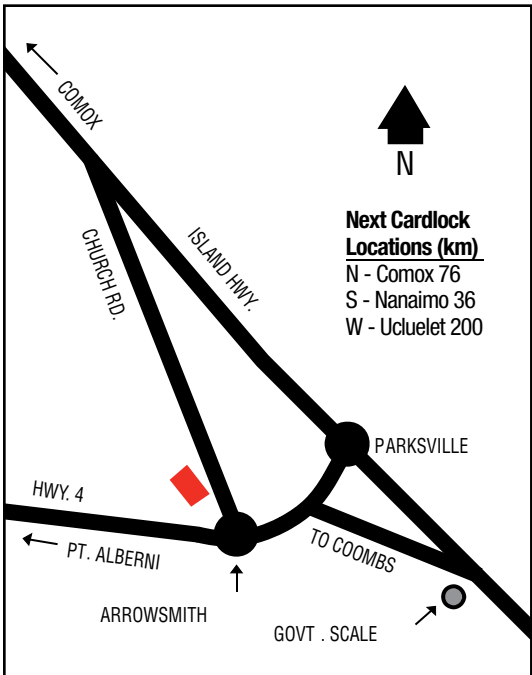 COMOX
N
CHURCH RD.
ISLAND HWY.
Next Cardlock
Locations (km)
N - Comox 76
S - Nanaimo 36
W - Ucluelet 200
PARKSVILLE
HWY. 4
PT. ALBERNI
TO COOMBS
ARROWSMITH
GOVT . SCALE